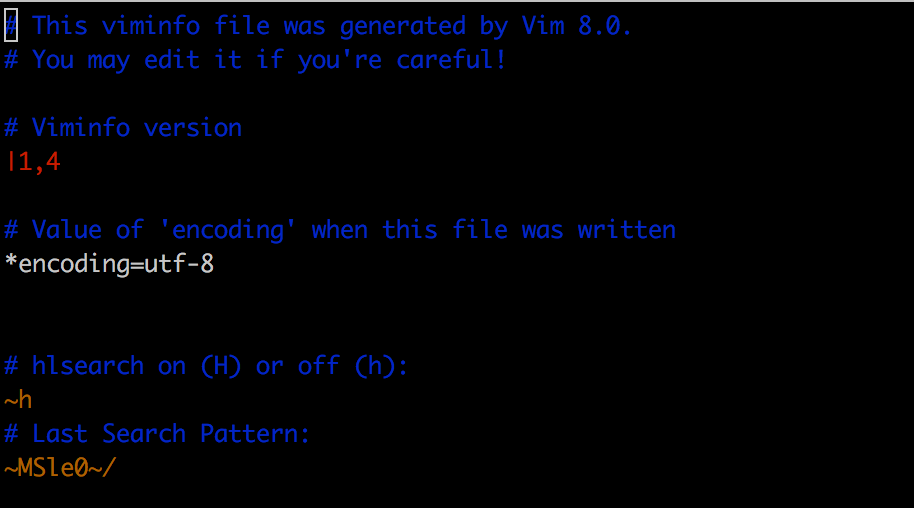 # This viminfo file was generated by Vim 8.0.
# You may edit it if you're careful!
# Viminfo version
|1,4
# Value of 'encoding' when this file was written
*encoding=utf-8
# hlsearch on (H) or off (h):
~h
# Last Search Pattern:
~MSle0~/